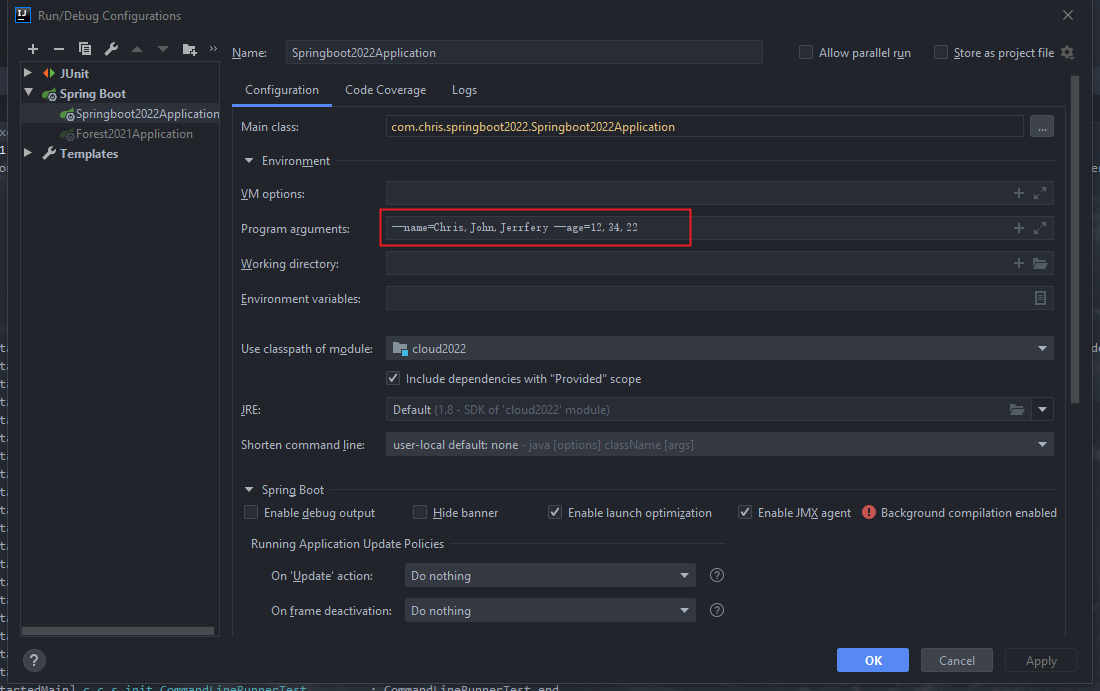 Run/Debug Configurations
Name: Springboot2022Application
Allow parallel run
Store as project file
JUnit
Spring Boot
Springboot2022Application
Forest2021Application
Templates
Configuration
Code Coverage
Logs
Main class: com.chris.springboot2022.Springboot2022Application
...
Environment
VM options:
Program arguments: --name=Chris,John,Jerrfery --age=12,34,22
Working directory:
Environment variables:
Use classpath of module: cloud2022
Include dependencies with "Provided" scope
JRE: Default (1.8 - SDK of 'cloud2022' module)
Shorten command line: user-local default: none - java [options] className [args]
Spring Boot
Enable debug output
Hide banner
Enable launch optimization
Enable JMX agent
Background compilation enabled
Running Application Update Policies
On 'Update' action: Do nothing
On frame deactivation: Do nothing
?
OK
Cancel
Apply
startedMain] c.c.s.init.CommandLineRunnerTest : CommandLineRunnerTest end